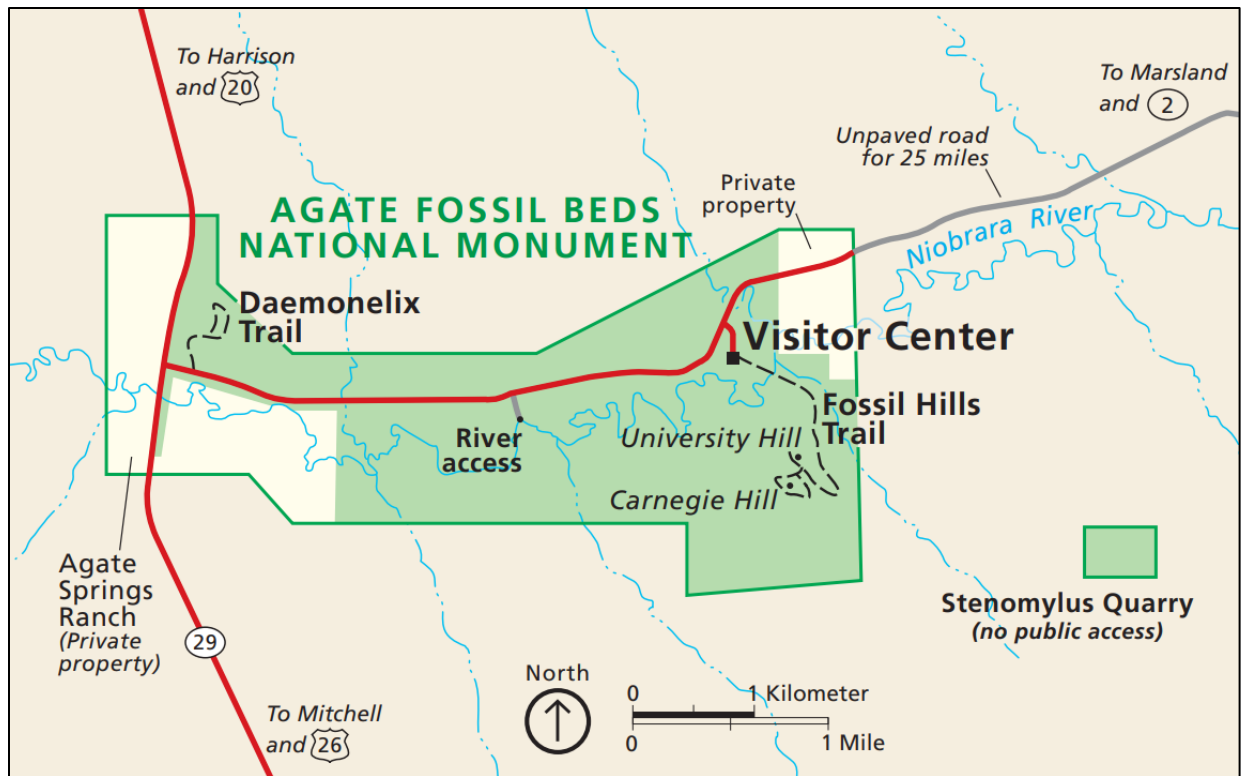 To Harrison
and 20
To Marsland
and 2
Unpaved road
for 25 miles
Private
property
AGATE FOSSIL BEDS
NATIONAL MONUMENT
Niobrara River
Daemonelix
Trail
Visitor Center
Fossil Hills
Trail
River
access
University Hill
Carnegie Hill
Agate
Springs
Ranch
(Private
property)
29
Stenomylus Quarry
(no public access)
North
0 1 Kilometer
0 1 Mile
To Mitchell
and 26